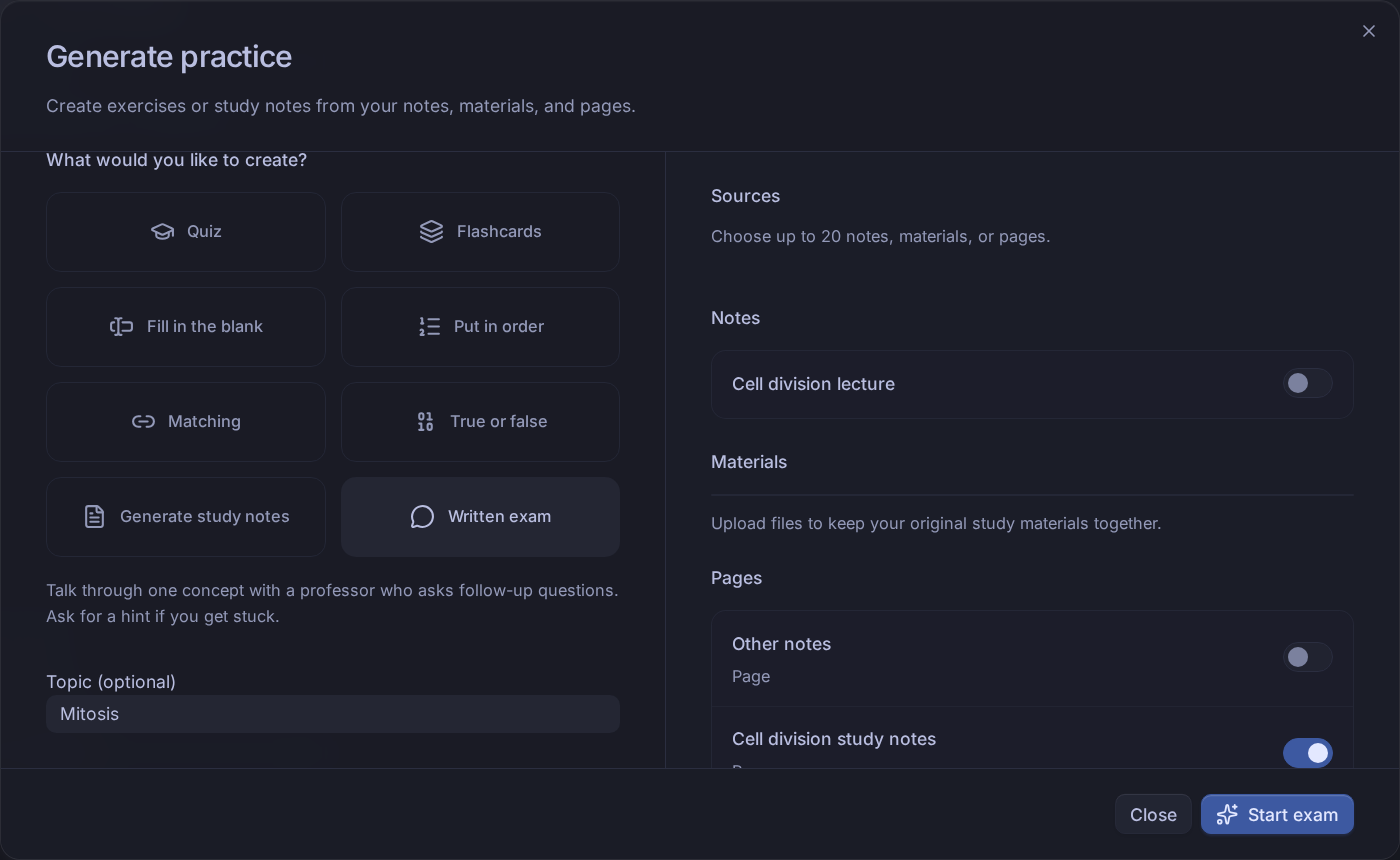 Generate practice
Create exercises or study notes from your notes, materials, and pages.
What would you like to create?
Quiz
Flashcards
Fill in the blank
Put in order
Matching
True or false
Generate study notes
Written exam
Talk through one concept with a professor who asks follow-up questions.
Ask for a hint if you get stuck.
Topic (optional)
Mitosis
Sources
Choose up to 20 notes, materials, or pages.
Notes
Cell division lecture
Materials
Upload files to keep your original study materials together.
Pages
Other notes
Page
Cell division study notes
Close
Start exam